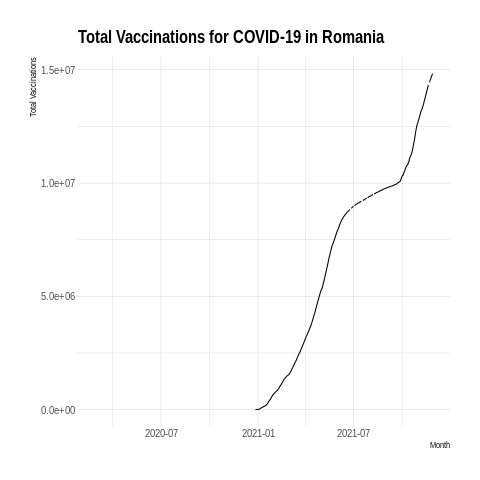 Total Vaccinations for COVID-19 in Romania
Total Vaccinations
1.5e+07
1.0e+07
5.0e+06
0.0e+00
2020-07 2021-01 2021-07
Month